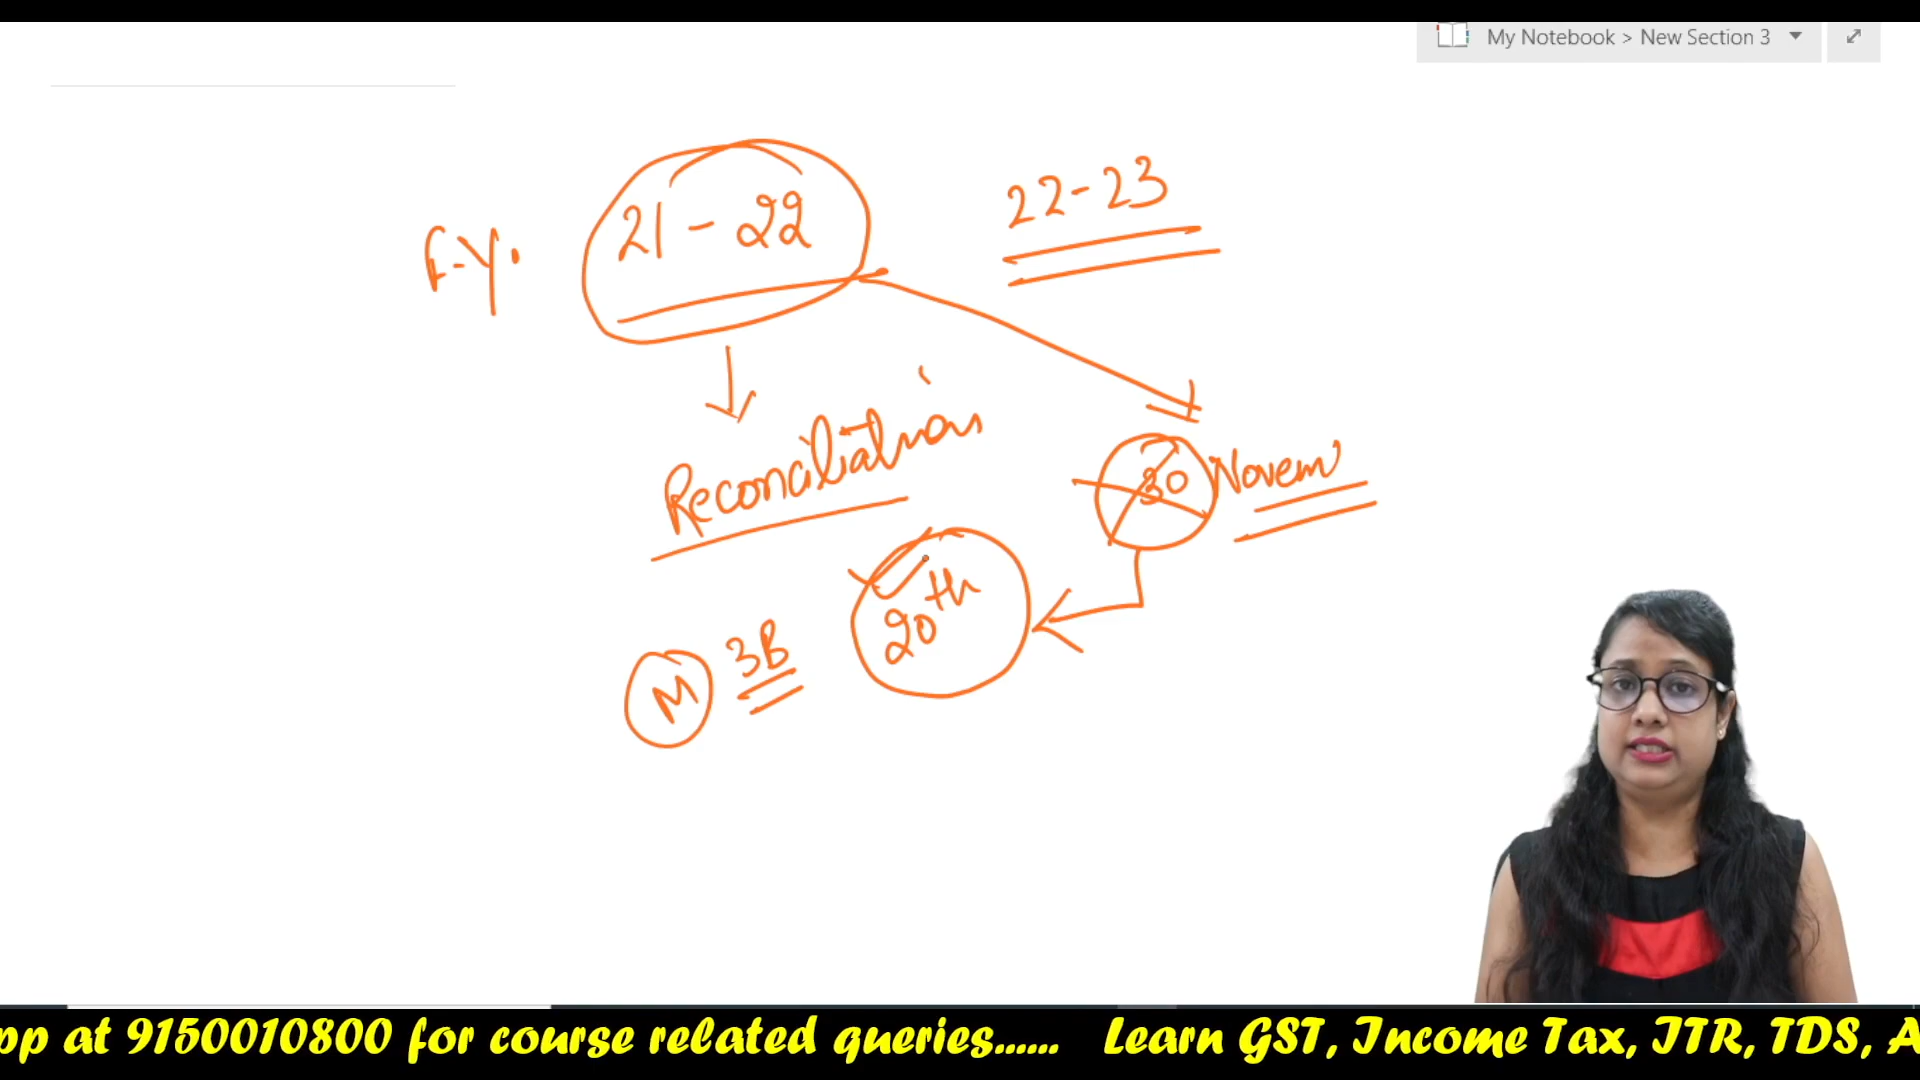 My Notebook > New Section 3
F.Y. 21-22
22-23
Reconciliation
30 Novem
20th
M 3B
pp at 9150010800 for course related queries...... Learn GST, Income Tax, ITR, TDS, A